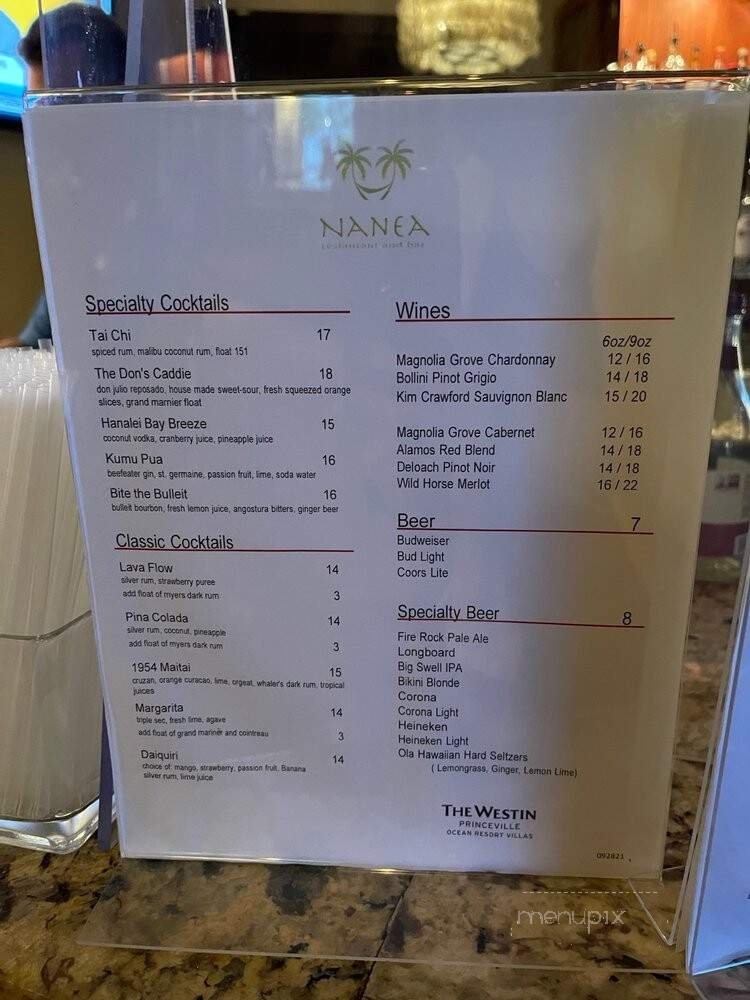 NANEA
restaurant and bar
Specialty Cocktails
Tai Chi 17
spiced rum, malibu coconut rum, float 151
The Don's Caddie 18
don julio reposado, house made sweet-sour, fresh squeezed orange
slices, grand marnier float
Hanalei Bay Breeze 15
coconut vodka, cranberry juice, pineapple juice
Kumu Pua 16
beefeater gin, st. germaine, passion fruit, lime, soda water
Bite the Bulleit 16
bulleit bourbon, fresh lemon juice, angostura bitters, ginger beer
Classic Cocktails
Lava Flow 14
silver rum, strawberry puree
add float of myers dark rum 3
Pina Colada 14
silver rum, coconut, pineapple
add float of myers dark rum 3
1954 Maitai 15
cruzan, orange curacao, lime, orgeat, whaler's dark rum, tropical
juices
Margarita 14
triple sec, fresh lime, agave
add float of grand mariner and cointreau 3
Daiquiri 14
choice of: mango, strawberry, passion fruit, Banana
silver rum, lime juice
Wines
6oz/9oz
Magnolia Grove Chardonnay 12 / 16
Bollini Pinot Grigio 14 / 18
Kim Crawford Sauvignon Blanc 15 / 20
Magnolia Grove Cabernet 12 / 16
Alamos Red Blend 14 / 18
Deloach Pinot Noir 14 / 18
Wild Horse Merlot 16 / 22
Beer 7
Budweiser
Bud Light
Coors Lite
Specialty Beer 8
Fire Rock Pale Ale
Longboard
Big Swell IPA
Bikini Blonde
Corona
Corona Light
Heineken
Heineken Light
Ola Hawaiian Hard Seltzers
( Lemongrass, Ginger, Lemon Lime)
THE WESTIN
PRINCEVILLE
OCEAN RESORT VILLAS
092821
menupix